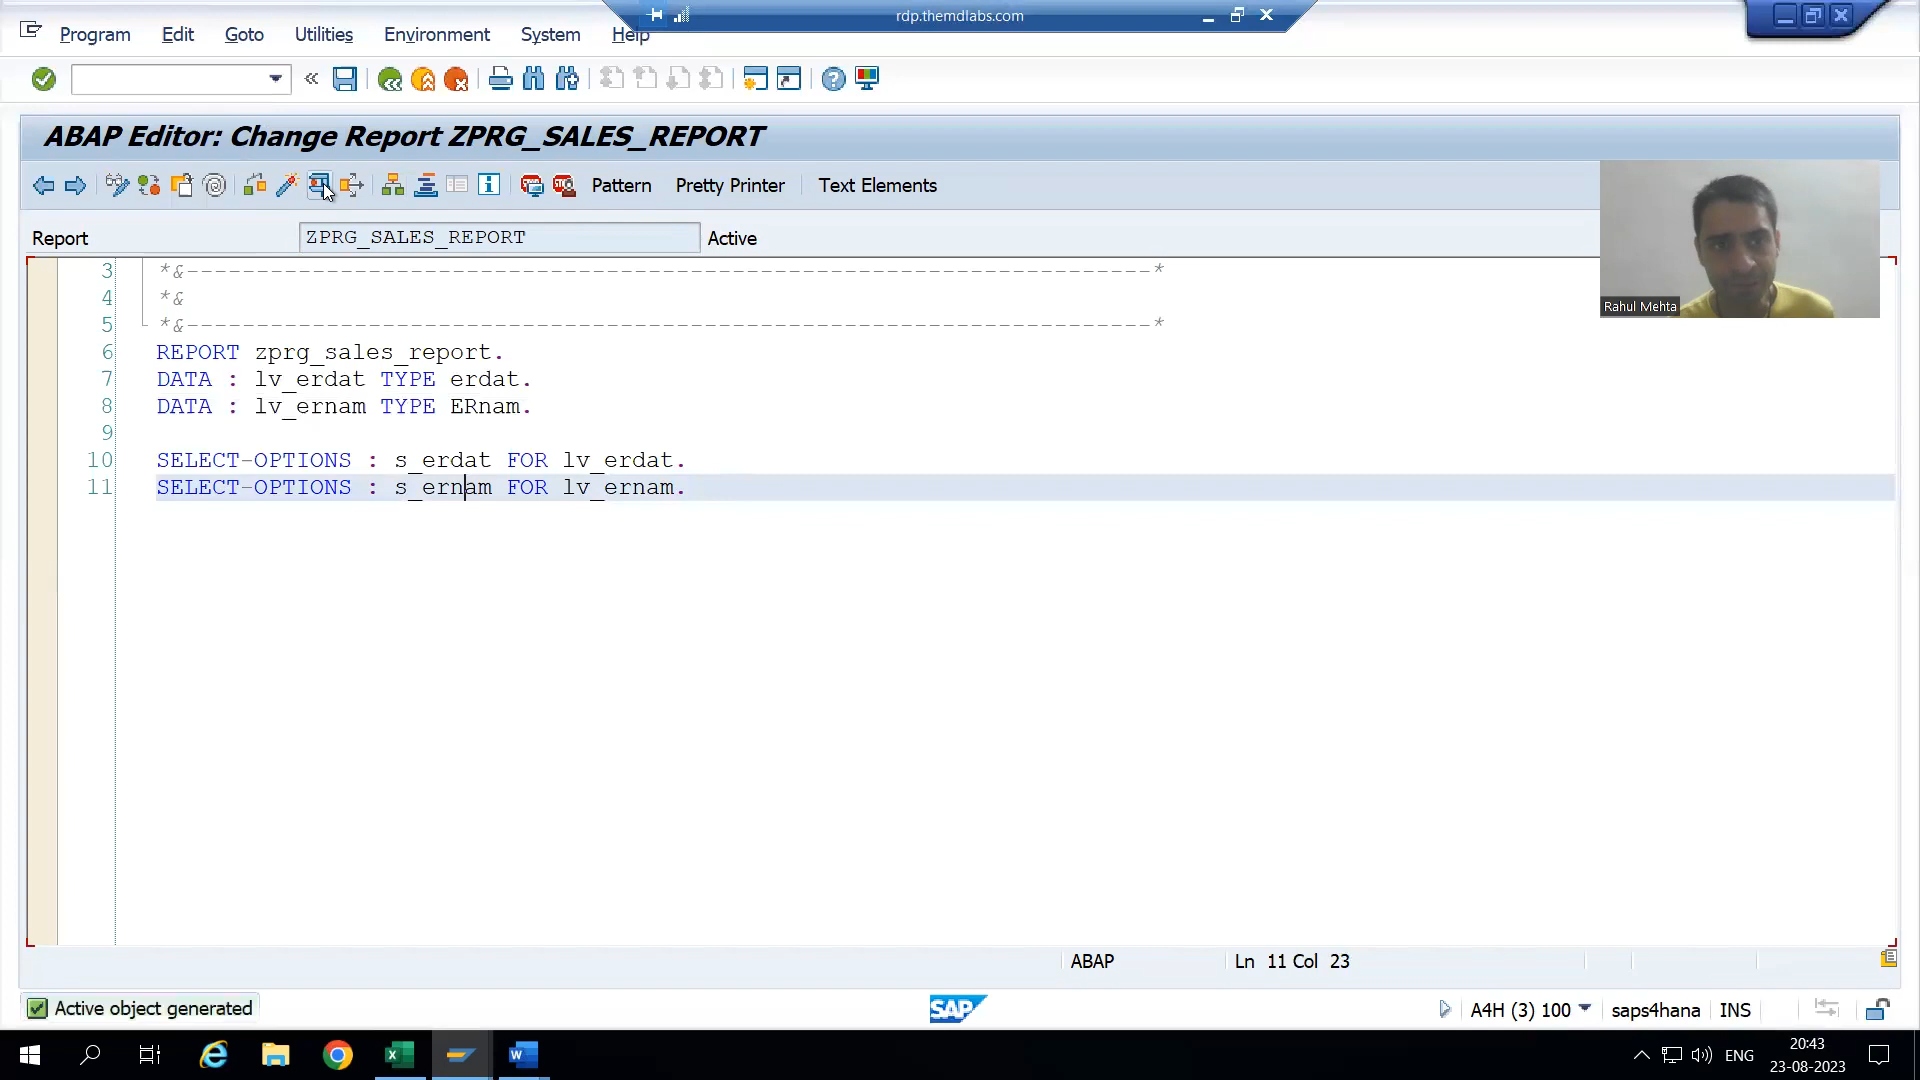 rdp.themdlabs.com
Program Edit Goto Utilities Environment System Help
ABAP Editor: Change Report ZPRG_SALES_REPORT
Pattern Pretty Printer Text Elements
Report ZPRG_SALES_REPORT Active
Rahul Mehta
3 *&---------------------------------------------------------------------*
4 *&
5 *&---------------------------------------------------------------------*
6 REPORT zprg_sales_report.
7 DATA : lv_erdat TYPE erdat.
8 DATA : lv_ernam TYPE ERnam.
9
10 SELECT-OPTIONS : s_erdat FOR lv_erdat.
11 SELECT-OPTIONS : s_ernam FOR lv_ernam.
ABAP Ln 11 Col 23
Active object generated
SAP
A4H (3) 100 saps4hana INS
ENG
20:43
23-08-2023